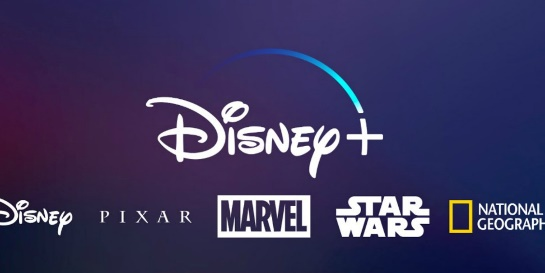 Disney+
Disney
PIXAR
MARVEL
STAR
WARS
NATIONAL
GEOGRAPH